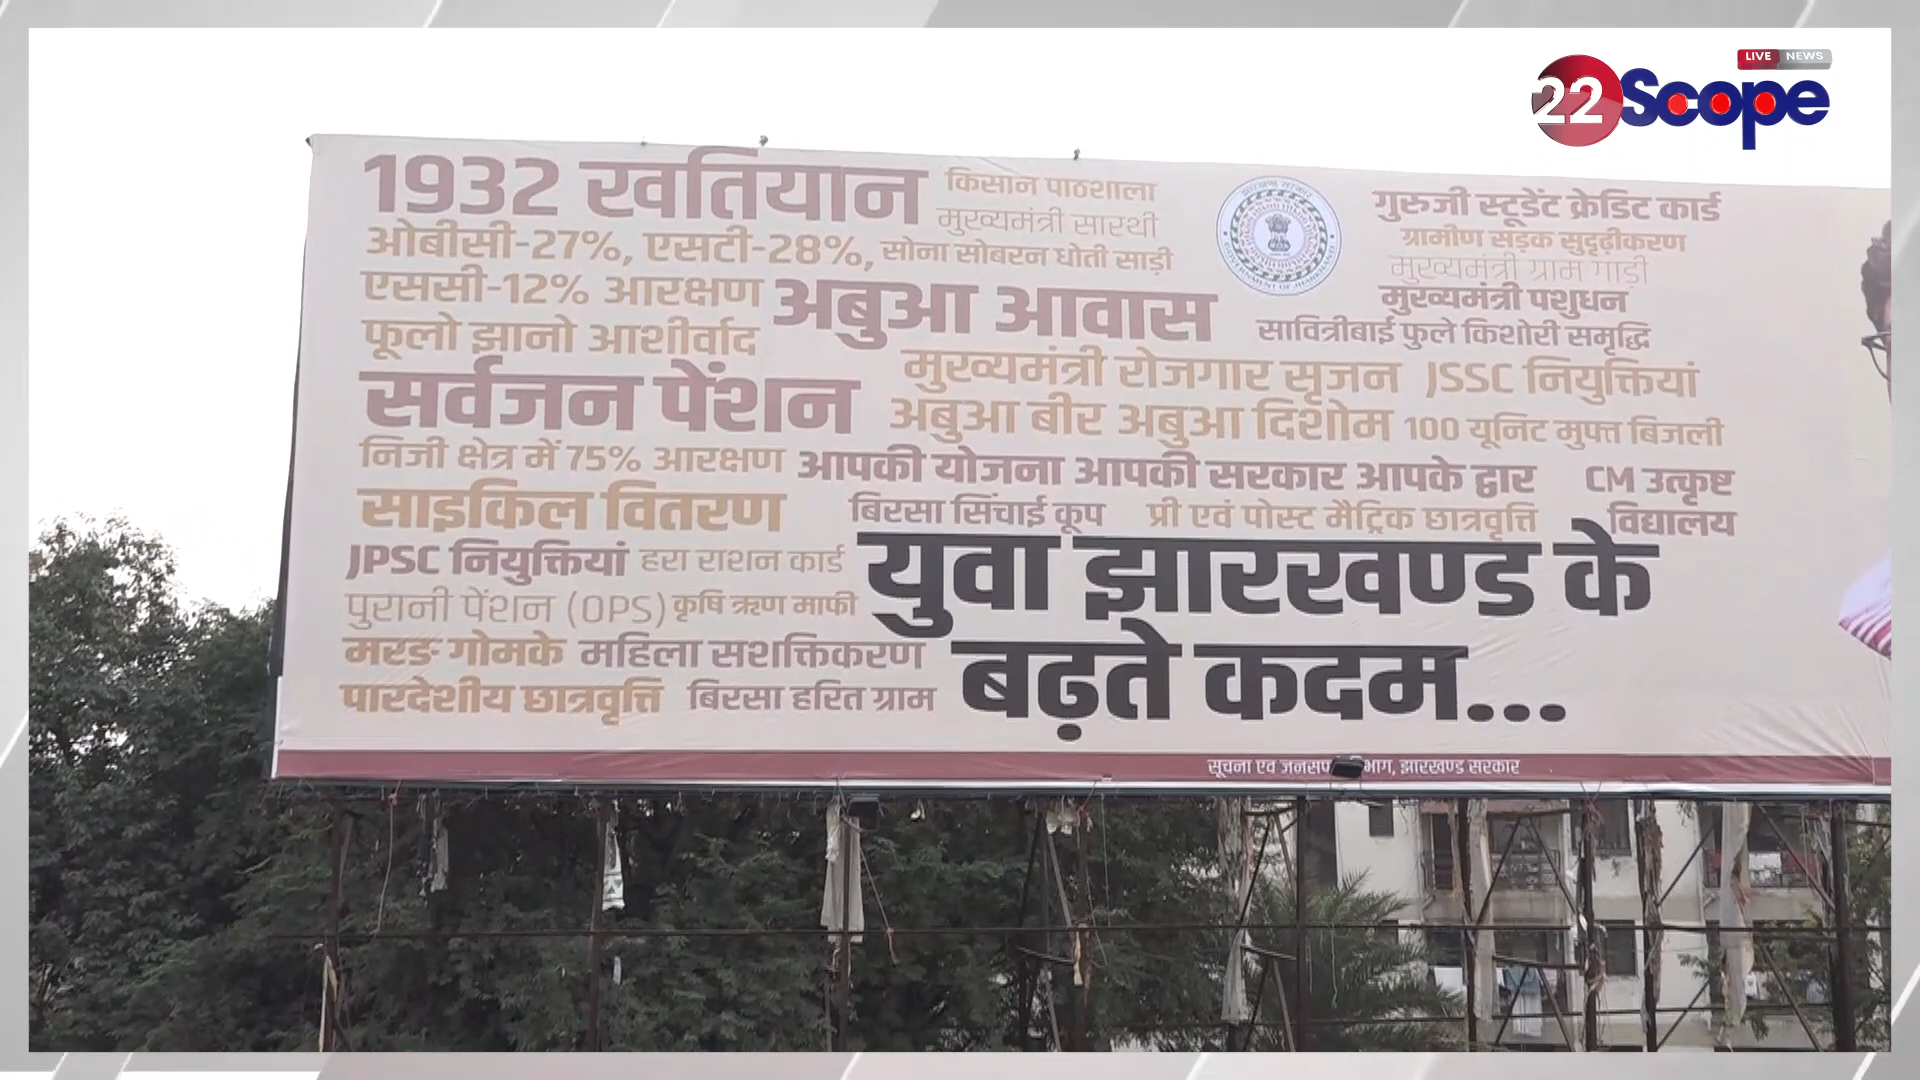 LIVE NEWS
22Scope
1932 खतियान
किसान पाठशाला
मुख्यमंत्री सारथी
ओबीसी-27%, एसटी-28%,
सोना सोबरन धोती साड़ी
एससी-12% आरक्षण
अबुआ आवास
फूलो झानो आशीर्वाद
गुरुजी स्टूडेंट क्रेडिट कार्ड
ग्रामीण सड़क सुदृढ़ीकरण
मुख्यमंत्री ग्राम गाड़ी
मुख्यमंत्री पशुधन
सावित्रीबाई फुले किशोरी समृद्धि
मुख्यमंत्री रोजगार सृजन JSSC नियुक्तियां
सर्वजन पेंशन
अबुआ बीर अबुआ दिशोम 100 यूनिट मुफ्त बिजली
निजी क्षेत्र में 75% आरक्षण आपकी योजना आपकी सरकार आपके द्वार
CM उत्कृष्ट
विद्यालय
साइकिल वितरण बिरसा सिंचाई कूप प्री एवं पोस्ट मैट्रिक छात्रवृत्ति
JPSC नियुक्तियां हरा राशन कार्ड
पुरानी पेंशन (OPS) कृषि ऋण माफी
मरङ गोमके महिला सशक्तिकरण
पारदेशीय छात्रवृत्ति बिरसा हरित ग्राम
युवा झारखण्ड के
बढ़ते कदम...
सूचना एवं झारखण्ड सरकार